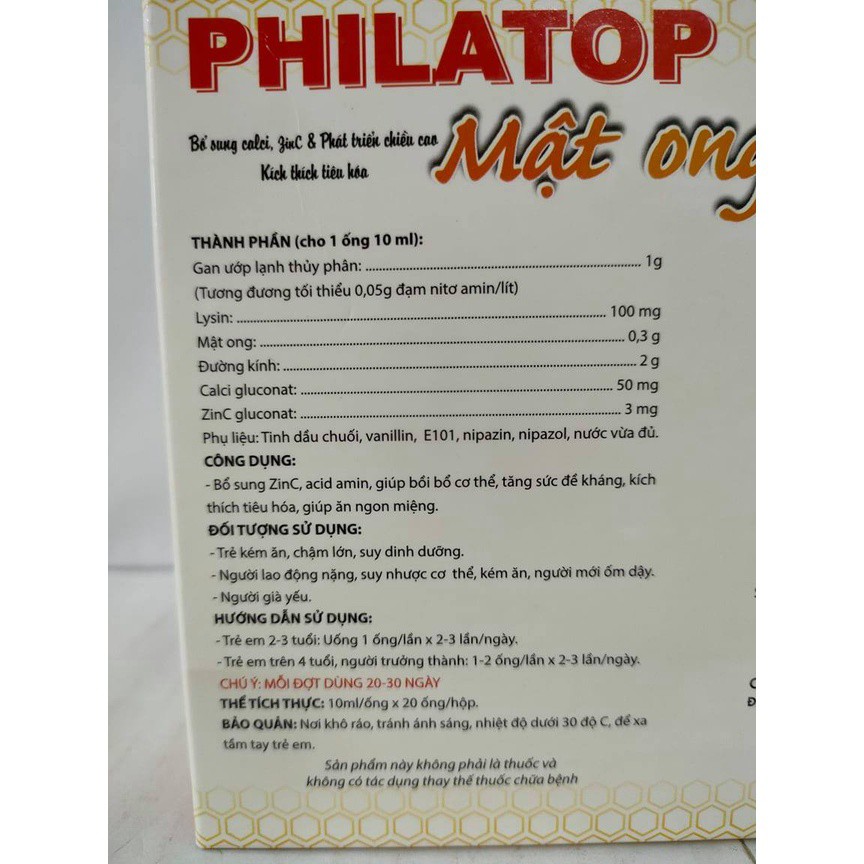 PHILATOP
Bổ sung calci, ZinC & Phát triển chiều cao
Kích thích tiêu hóa
Mật ong
THÀNH PHẦN (cho 1 ống 10 ml):
Gan ướp lạnh thủy phân: ........ 1g
(Tương đương tối thiểu 0,05g đạm nitơ amin/lít)
Lysin: ........ 100 mg
Mật ong: ........ 0,3 g
Đường kính: ........ 2 g
Calci gluconat: ........ 50 mg
ZinC gluconat: ........ 3 mg
Phụ liệu: Tinh dầu chuối, vanillin, E101, nipazin, nipazol, nước vừa đủ.
CÔNG DỤNG:
- Bổ sung ZinC, acid amin, giúp bồi bổ cơ thể, tăng sức đề kháng, kích
thích tiêu hóa, giúp ăn ngon miệng.
ĐỐI TƯỢNG SỬ DỤNG:
- Trẻ kém ăn, chậm lớn, suy dinh dưỡng.
- Người lao động nặng, suy nhược cơ thể, kém ăn, người mới ốm dậy.
- Người già yếu.
HƯỚNG DẪN SỬ DỤNG:
- Trẻ em 2-3 tuổi: Uống 1 ống/lần x 2-3 lần/ngày.
- Trẻ em trên 4 tuổi, người trưởng thành: 1-2 ống/lần x 2-3 lần/ngày.
CHÚ Ý: MỖI ĐỢT DÙNG 20-30 NGÀY
THỂ TÍCH THỰC: 10ml/ống x 20 ống/hộp.
BẢO QUẢN: Nơi khô ráo, tránh ánh sáng, nhiệt độ dưới 30 độ C, để xa
tầm tay trẻ em.
Sản phẩm này không phải là thuốc và
không có tác dụng thay thế thuốc chữa bệnh